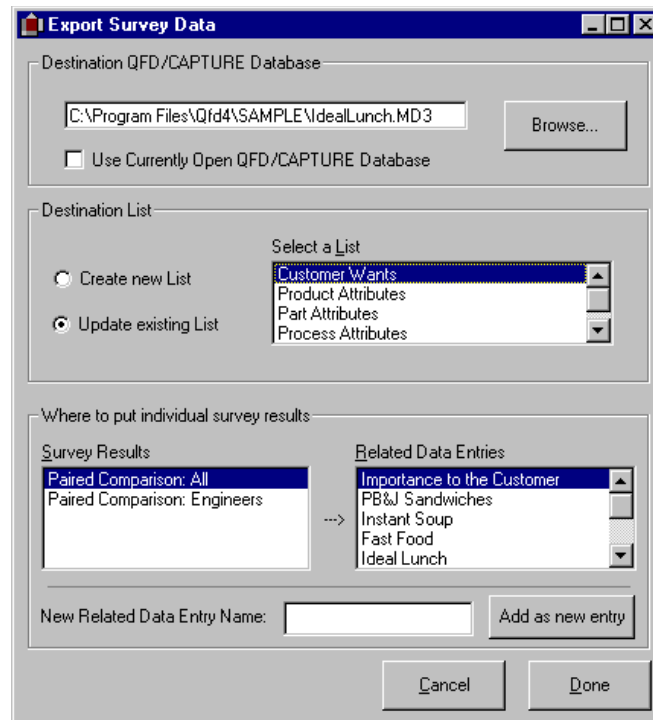 Export Survey Data
Destination QFD/CAPTURE Database
C:\Program Files\Qfd4\SAMPLE\IdealLunch.MD3
Browse...
Use Currently Open QFD/CAPTURE Database
Destination List
Select a List
Create new List
Update existing List
Customer Wants
Product Attributes
Part Attributes
Process Attributes
Where to put individual survey results
Survey Results
Paired Comparison: All
Paired Comparison: Engineers
--->
Related Data Entries
Importance to the Customer
PB&J Sandwiches
Instant Soup
Fast Food
Ideal Lunch
New Related Data Entry Name:
Add as new entry
Cancel
Done